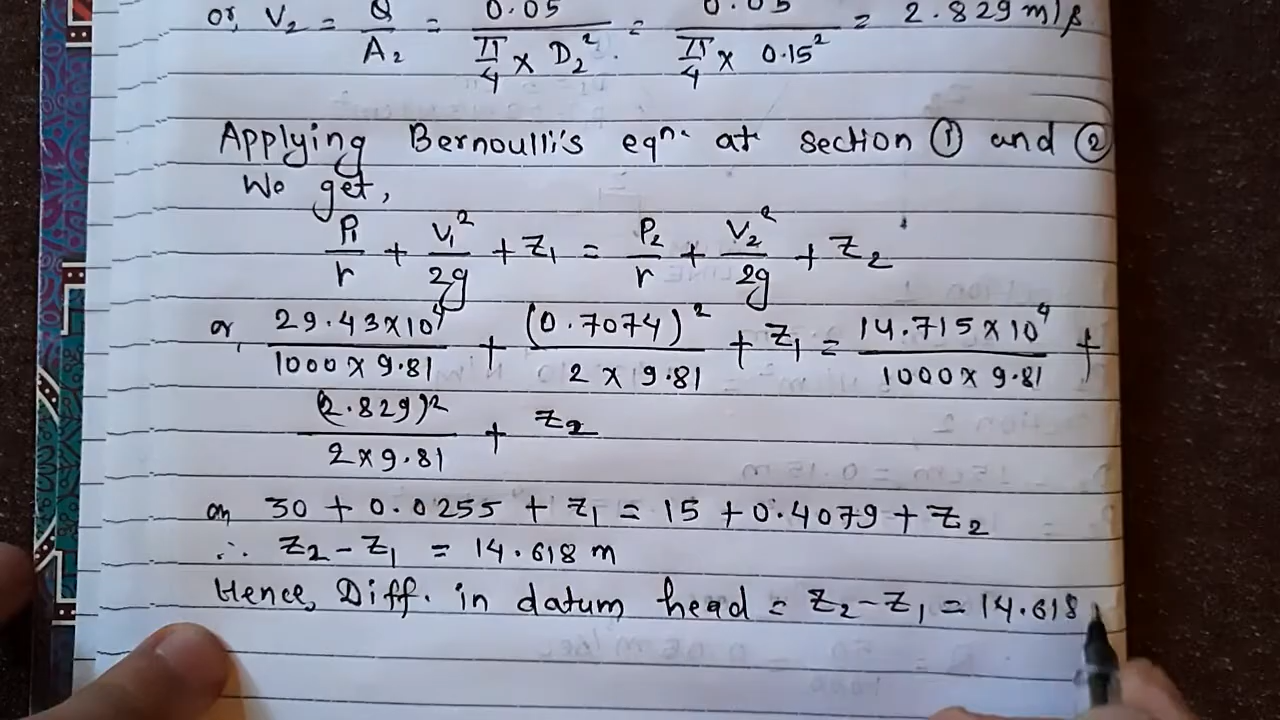 or, V₂ = Q/A₂ = 0.05/(π/4 × D₂²) = 0.05/(π/4 × 0.15²) = 2.829 m/s
Applying Bernoulli's eqⁿ. at section ① and ②
We get,
P₁/r + V₁²/2g + Z₁ = P₂/r + V₂²/2g + Z₂
or, 29.43×10⁴/1000 × 9.81 + (0.7074)²/2 × 9.81 + Z₁ = 14.715×10⁴/1000× 9.81 +
(2.829)²/2×9.81 + Z₂
or, 30 + 0.0255 + Z₁ = 15 + 0.4079 + Z₂
∴ Z₂ – Z₁ = 14.618 m
Hence, Diff. in datum head = Z₂ – Z₁ = 14.618